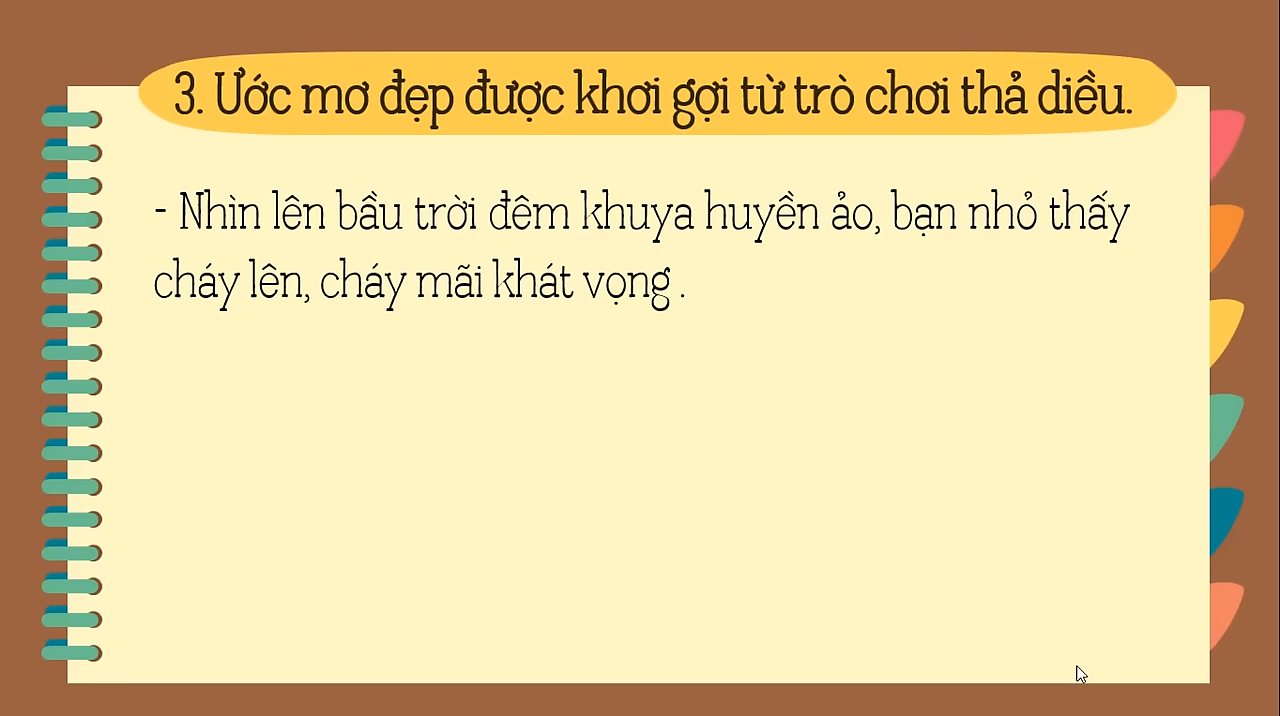 3. Ước mơ đẹp được khơi gợi từ trò chơi thả diều.
- Nhìn lên bầu trời đêm khuya huyền ảo, bạn nhỏ thấy
cháy lên, cháy mãi khát vọng .